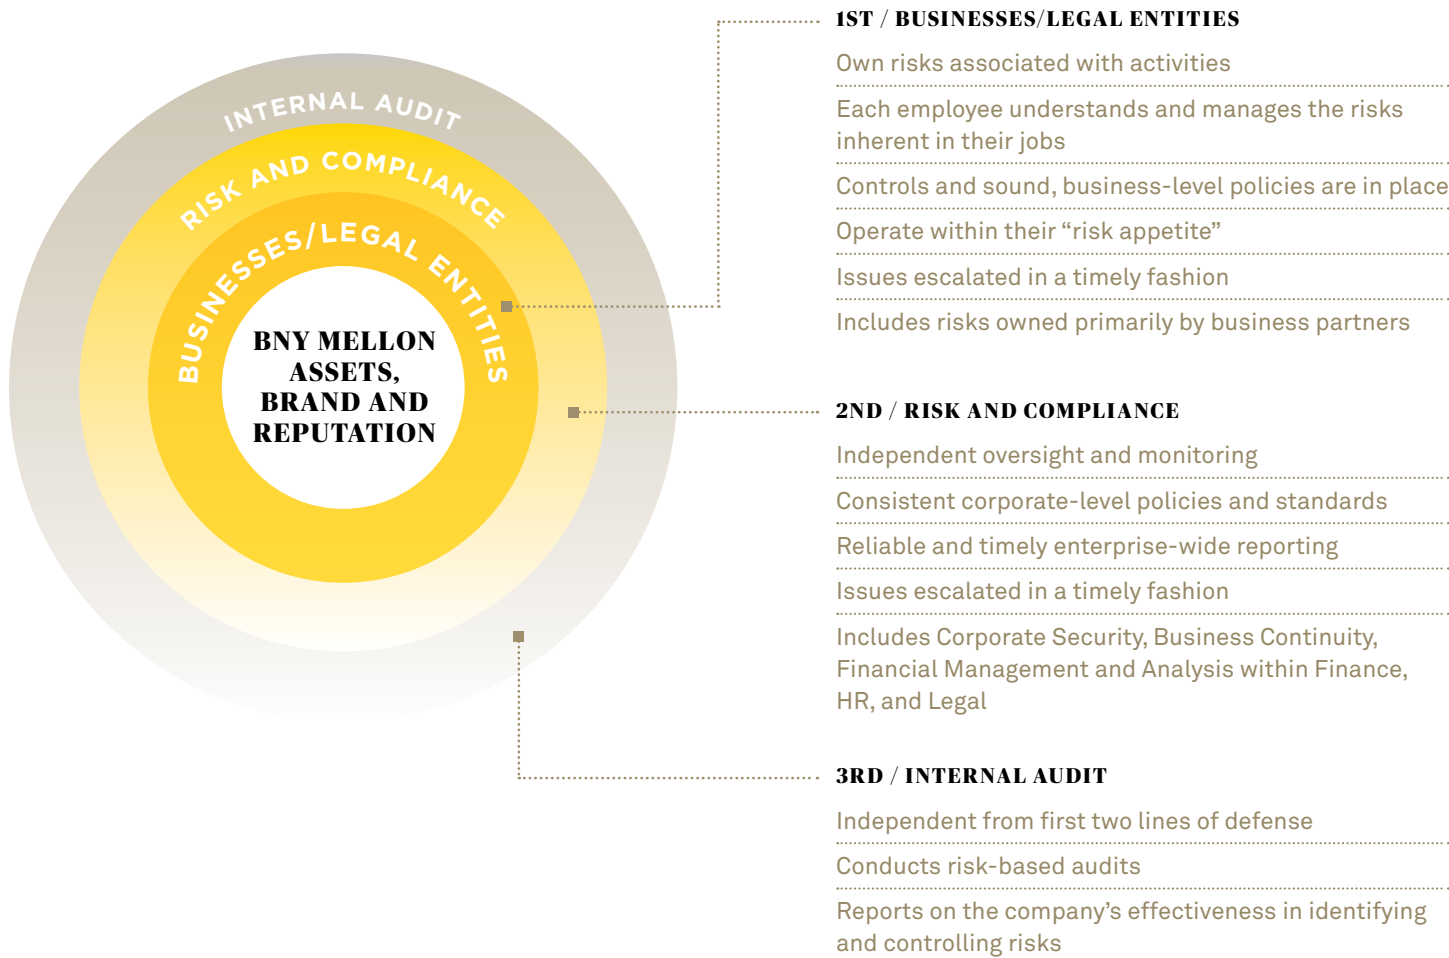 INTERNAL AUDIT
RISK AND COMPLIANCE
BUSINESSES/LEGAL ENTITIES
BNY MELLON
ASSETS,
BRAND AND
REPUTATION
1ST / BUSINESSES/LEGAL ENTITIES
Own risks associated with activities
Each employee understands and manages the risks
inherent in their jobs
Controls and sound, business-level policies are in place
Operate within their “risk appetite”
Issues escalated in a timely fashion
Includes risks owned primarily by business partners
2ND / RISK AND COMPLIANCE
Independent oversight and monitoring
Consistent corporate-level policies and standards
Reliable and timely enterprise-wide reporting
Issues escalated in a timely fashion
Includes Corporate Security, Business Continuity,
Financial Management and Analysis within Finance,
HR, and Legal
3RD / INTERNAL AUDIT
Independent from first two lines of defense
Conducts risk-based audits
Reports on the company’s effectiveness in identifying
and controlling risks